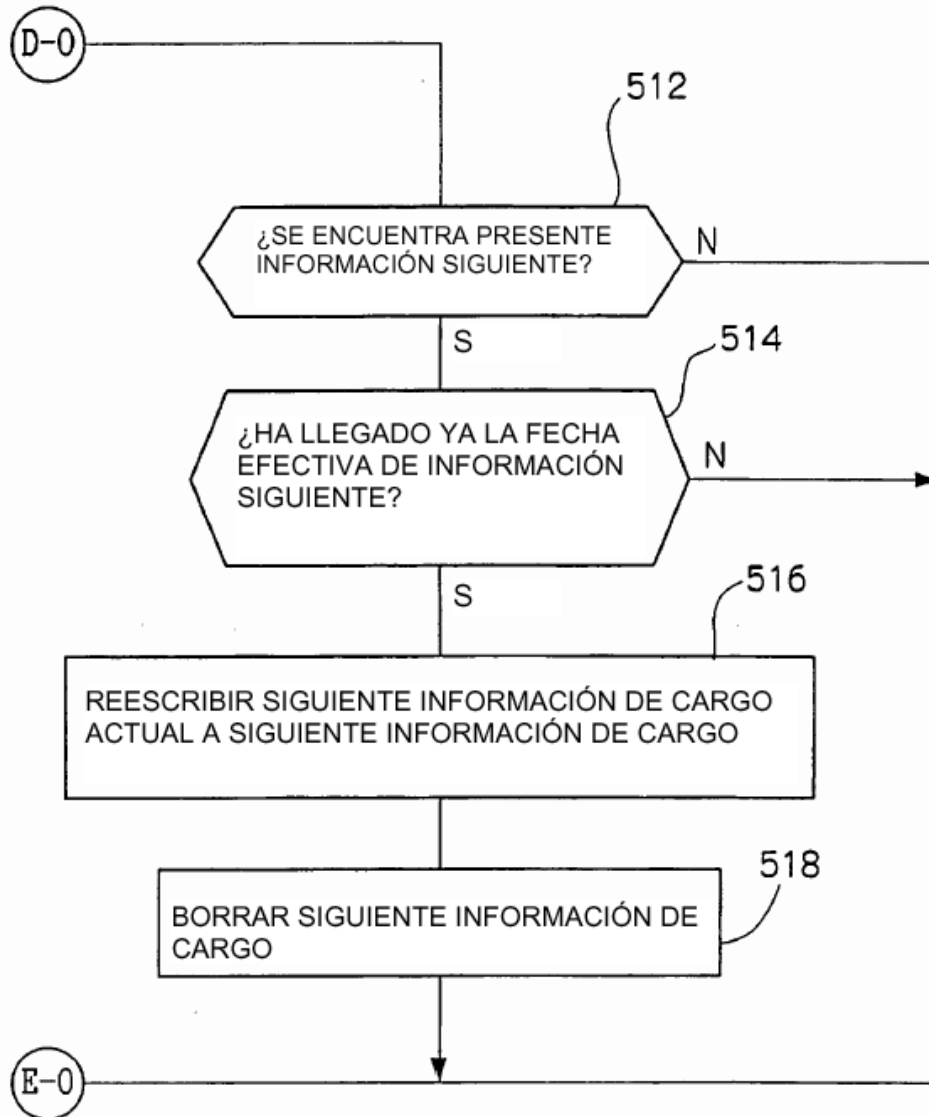 D-0
512
¿SE ENCUENTRA PRESENTE
INFORMACIÓN SIGUIENTE?
N
S
514
¿HA LLEGADO YA LA FECHA
EFECTIVA DE INFORMACIÓN
SIGUIENTE?
N
S
516
REESCRIBIR SIGUIENTE INFORMACIÓN DE CARGO
ACTUAL A SIGUIENTE INFORMACIÓN DE CARGO
518
BORRAR SIGUIENTE INFORMACIÓN DE
CARGO
E-0